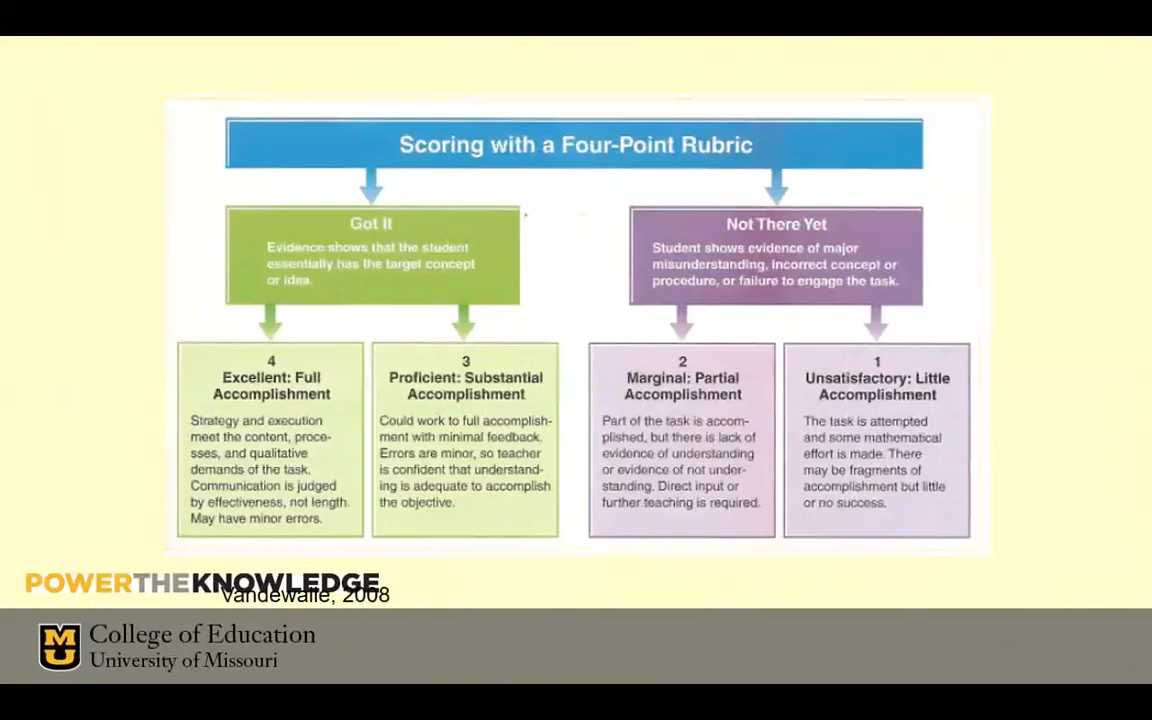 Scoring with a Four-Point Rubric
Got It
Evidence shows that the student
essentially has the target concept
or idea.
Not There Yet
Student shows evidence of major
misunderstanding, incorrect concept or
procedure, or failure to engage the task.
4
Excellent: Full
Accomplishment
Strategy and execution
meet the content, proce-
sses, and qualitative
demands of the task.
Communication is judged
by effectiveness, not length.
May have minor errors.
3
Proficient: Substantial
Accomplishment
Could work to full accomplish-
ment with minimal feedback.
Errors are minor, so teacher
is confident that understand-
ing is adequate to accomplish
the objective.
2
Marginal: Partial
Accomplishment
Part of the task is accom-
plished, but there is lack of
evidence of understanding
or evidence of not under-
standing. Direct input or
further teaching is required.
1
Unsatisfactory: Little
Accomplishment
The task is attempted
and some mathematical
effort is made. There
may be fragments of
accomplishment but little
or no success.
POWERTHEKNOWLEDGE
Vandewalle, 2008
MU
College of Education
University of Missouri